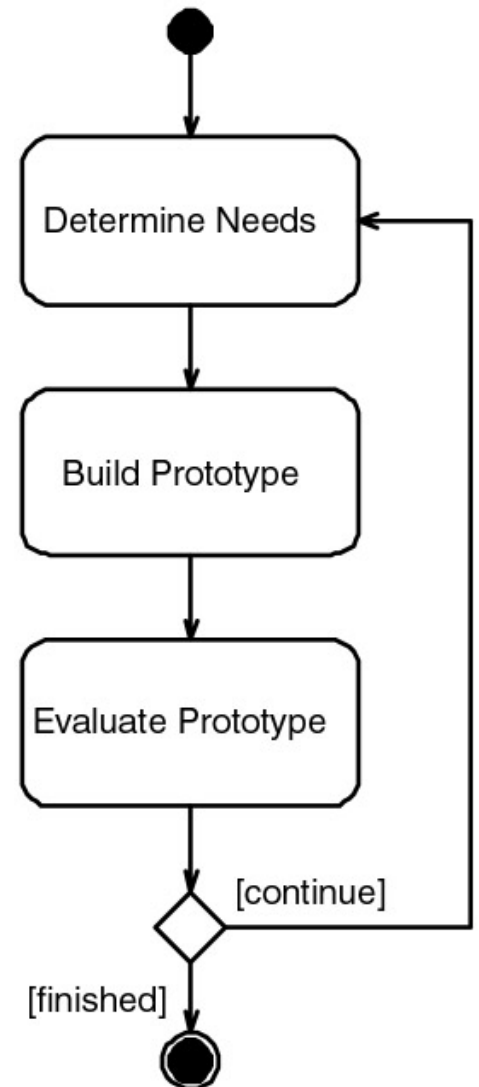 Determine Needs
Build Prototype
Evaluate Prototype
[continue]
[finished]